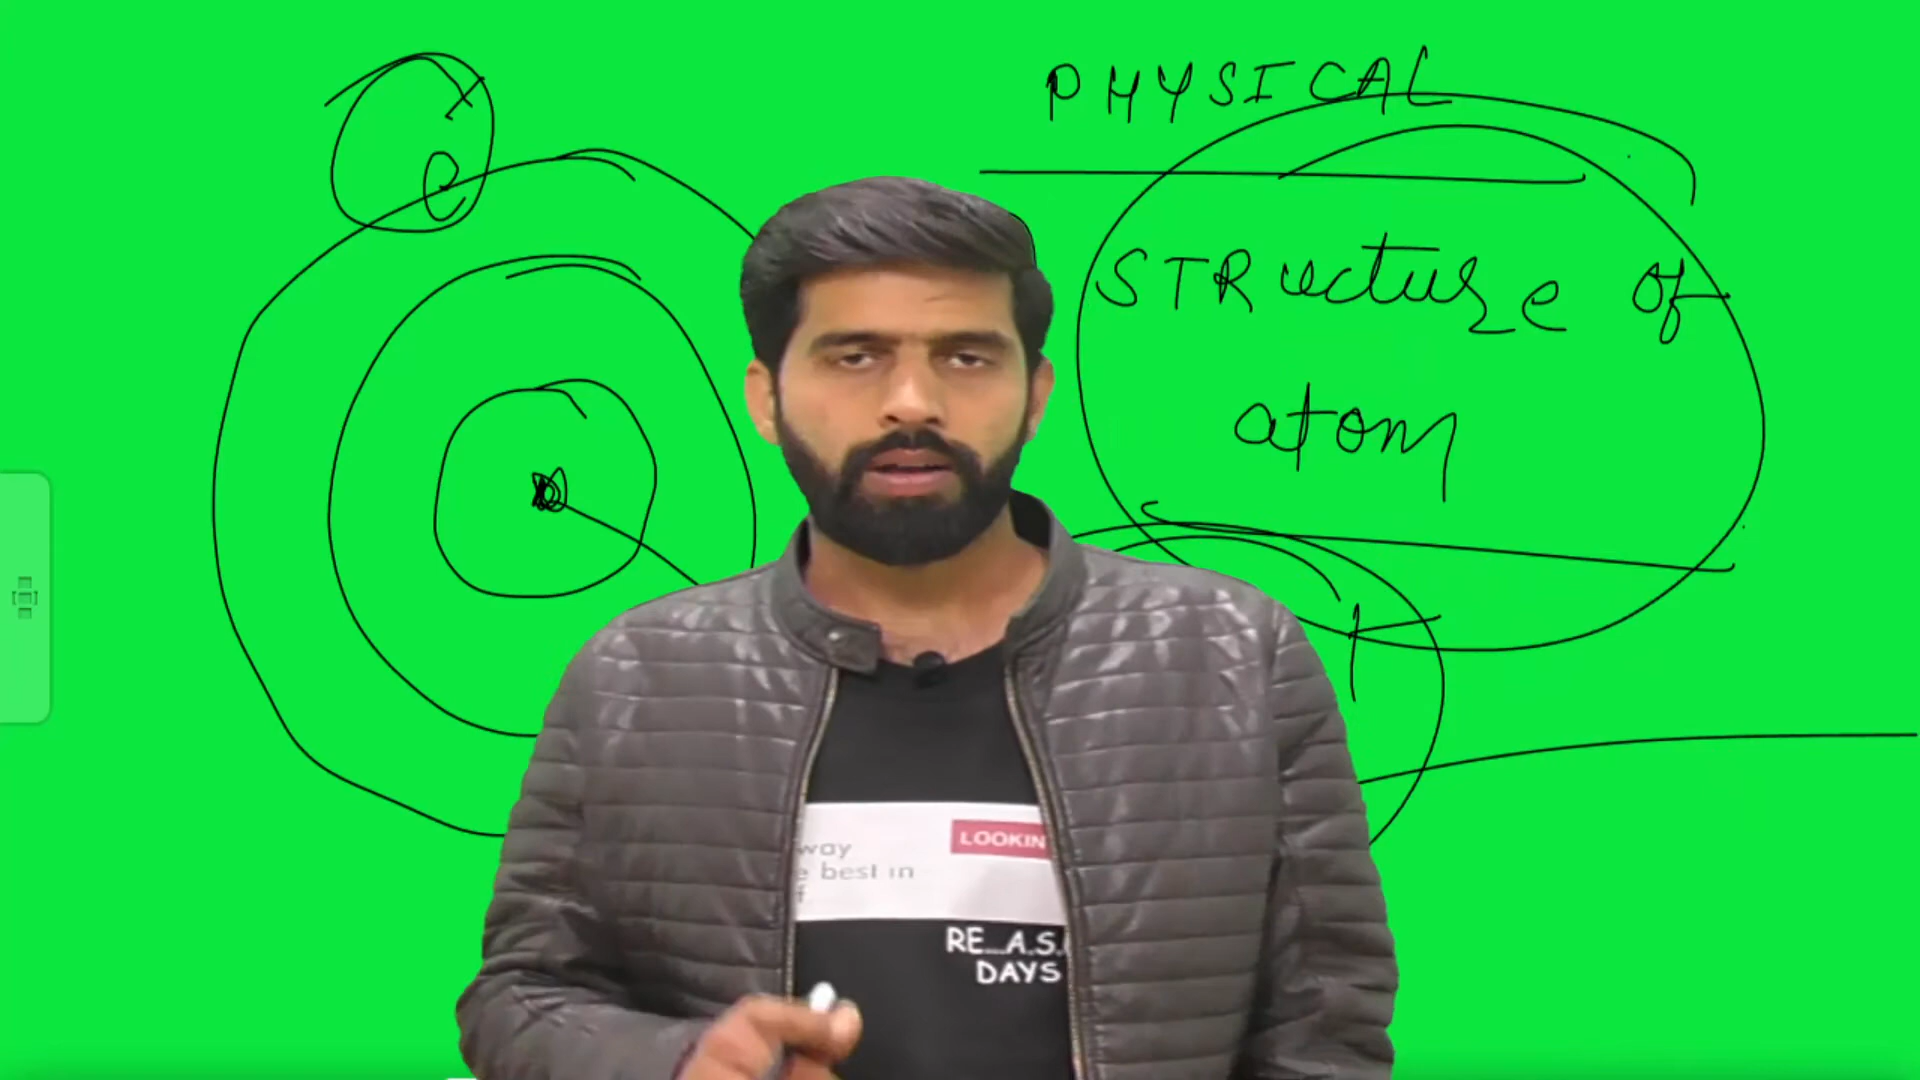 PHYSICAL
e
STRucture of
atom
way
LOOKIN
e best in
f
RE...A.S.
DAYS